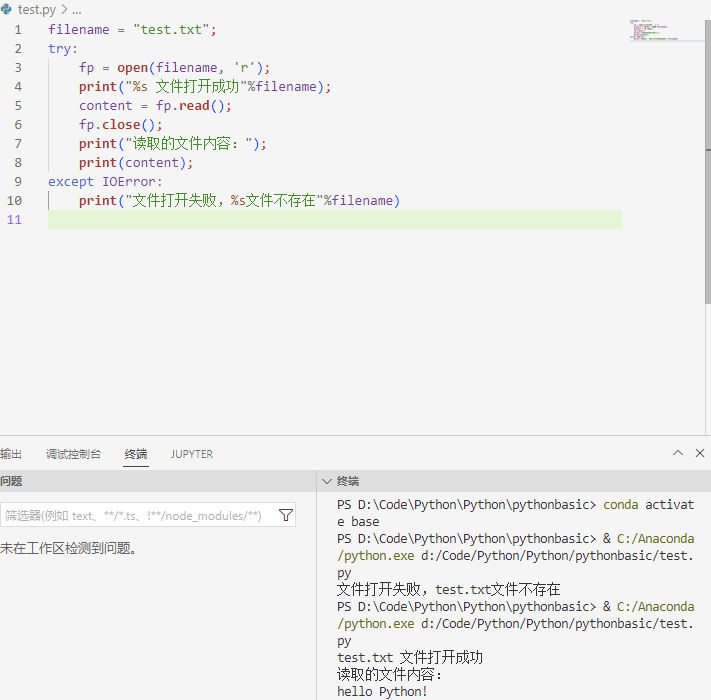 test.py > ...
1 filename = "test.txt";
2 try:
3 fp = open(filename, 'r');
4 print("%s 文件打开成功"%filename);
5 content = fp.read();
6 fp.close();
7 print("读取的文件内容：");
8 print(content);
9 except IOError:
10 print("文件打开失败，%s文件不存在"%filename)
11
输出 调试控制台 终端 JUPYTER
问题
筛选器(例如 text、**/*.ts、!**/node_modules/**)
未在工作区检测到问题。
终端
PS D:\Code\Python\Python\pythonbasic> conda activat
e base
PS D:\Code\Python\Python\pythonbasic> & C:/Anaconda
/python.exe d:/Code/Python/Python/pythonbasic/test.
py
文件打开失败，test.txt文件不存在
PS D:\Code\Python\Python\pythonbasic> & C:/Anaconda
/python.exe d:/Code/Python/Python/pythonbasic/test.
py
test.txt 文件打开成功
读取的文件内容：
hello Python!